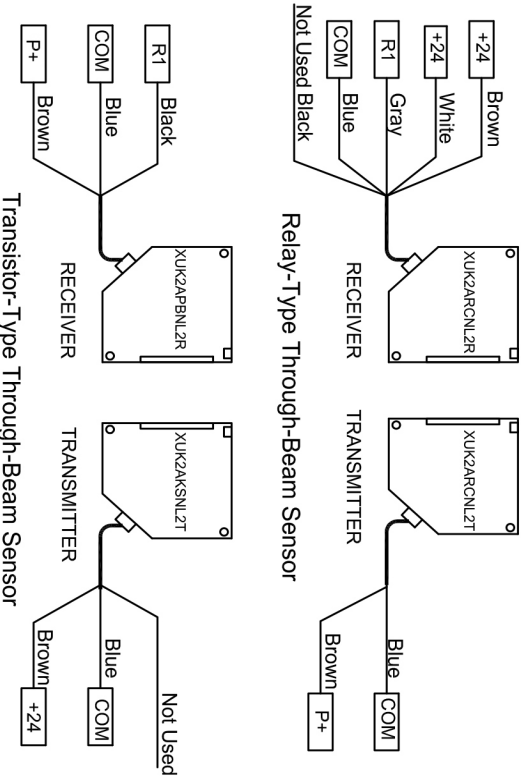 +24
Brown
+24
White
R1
Gray
COM
Blue
Not Used Black
XUK2ARCNL2R
RECEIVER
XUK2ARCNL2T
TRANSMITTER
Blue
COM
Brown
P+
Relay-Type Through-Beam Sensor
R1
Black
COM
Blue
P+
Brown
XUK2APBNL2R
RECEIVER
XUK2AKSNL2T
TRANSMITTER
Not Used
Blue
COM
Brown
+24
Transistor-Type Through-Beam Sensor